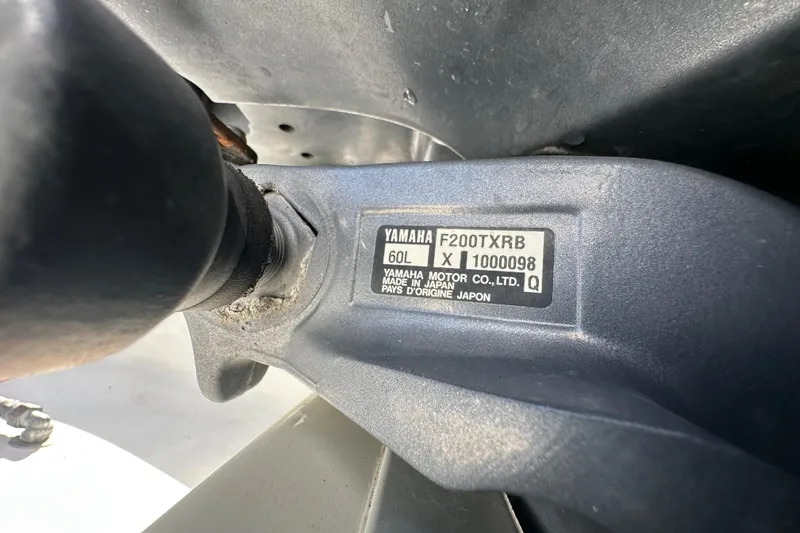 YAMAHA F200TXRB
60L X 1000098
YAMAHA MOTOR CO.,LTD. Q
MADE IN JAPAN
PAYS D'ORIGINE JAPON